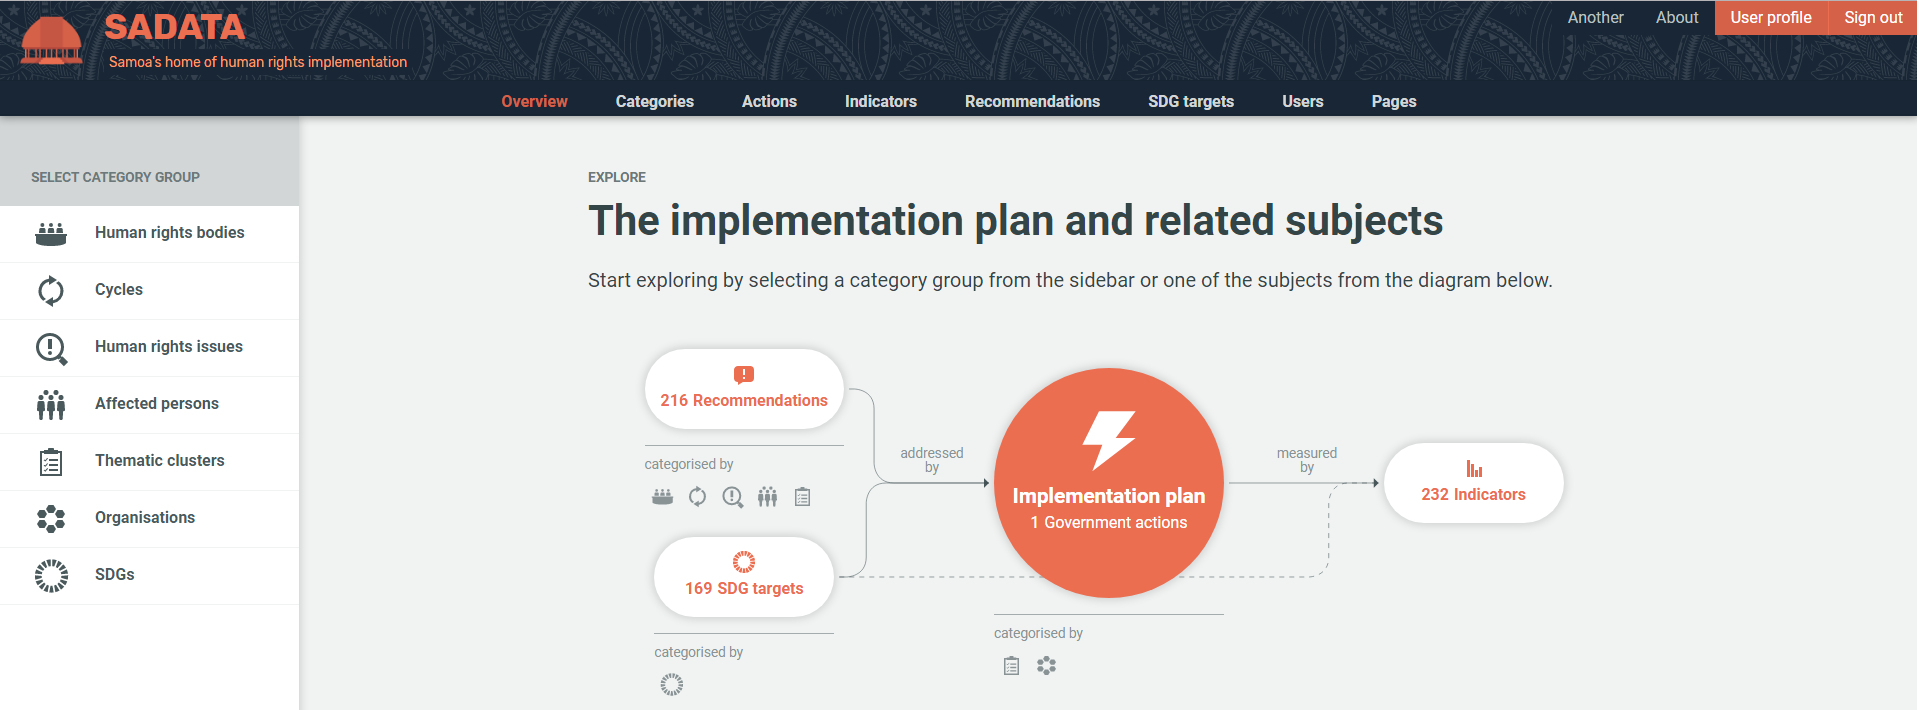 SADATA
Samoa's home of human rights implementation
Another
About
User profile
Sign out
Overview
Categories
Actions
Indicators
Recommendations
SDG targets
Users
Pages
SELECT CATEGORY GROUP
Human rights bodies
Cycles
Human rights issues
Affected persons
Thematic clusters
Organisations
SDGs
EXPLORE
The implementation plan and related subjects
Start exploring by selecting a category group from the sidebar or one of the subjects from the diagram below.
216 Recommendations
categorised by
169 SDG targets
categorised by
addressed
by
Implementation plan
1 Government actions
categorised by
measured
by
232 Indicators